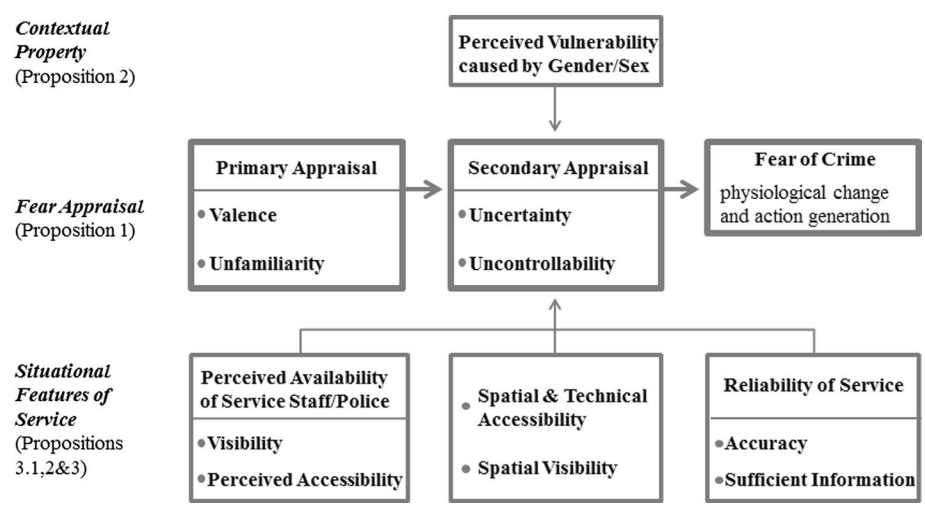 Contextual
Property
(Proposition 2)
Perceived Vulnerability
caused by Gender/Sex
Fear Appraisal
(Proposition 1)
Primary Appraisal
Valence
Unfamiliarity
Secondary Appraisal
Uncertainty
Uncontrollability
Fear of Crime
physiological change
and action generation
Situational
Features of
Service
(Propositions
3.1,2&3)
Perceived Availability
of Service Staff/Police
Visibility
Perceived Accessibility
Spatial & Technical
Accessibility
Spatial Visibility
Reliability of Service
Accuracy
Sufficient Information